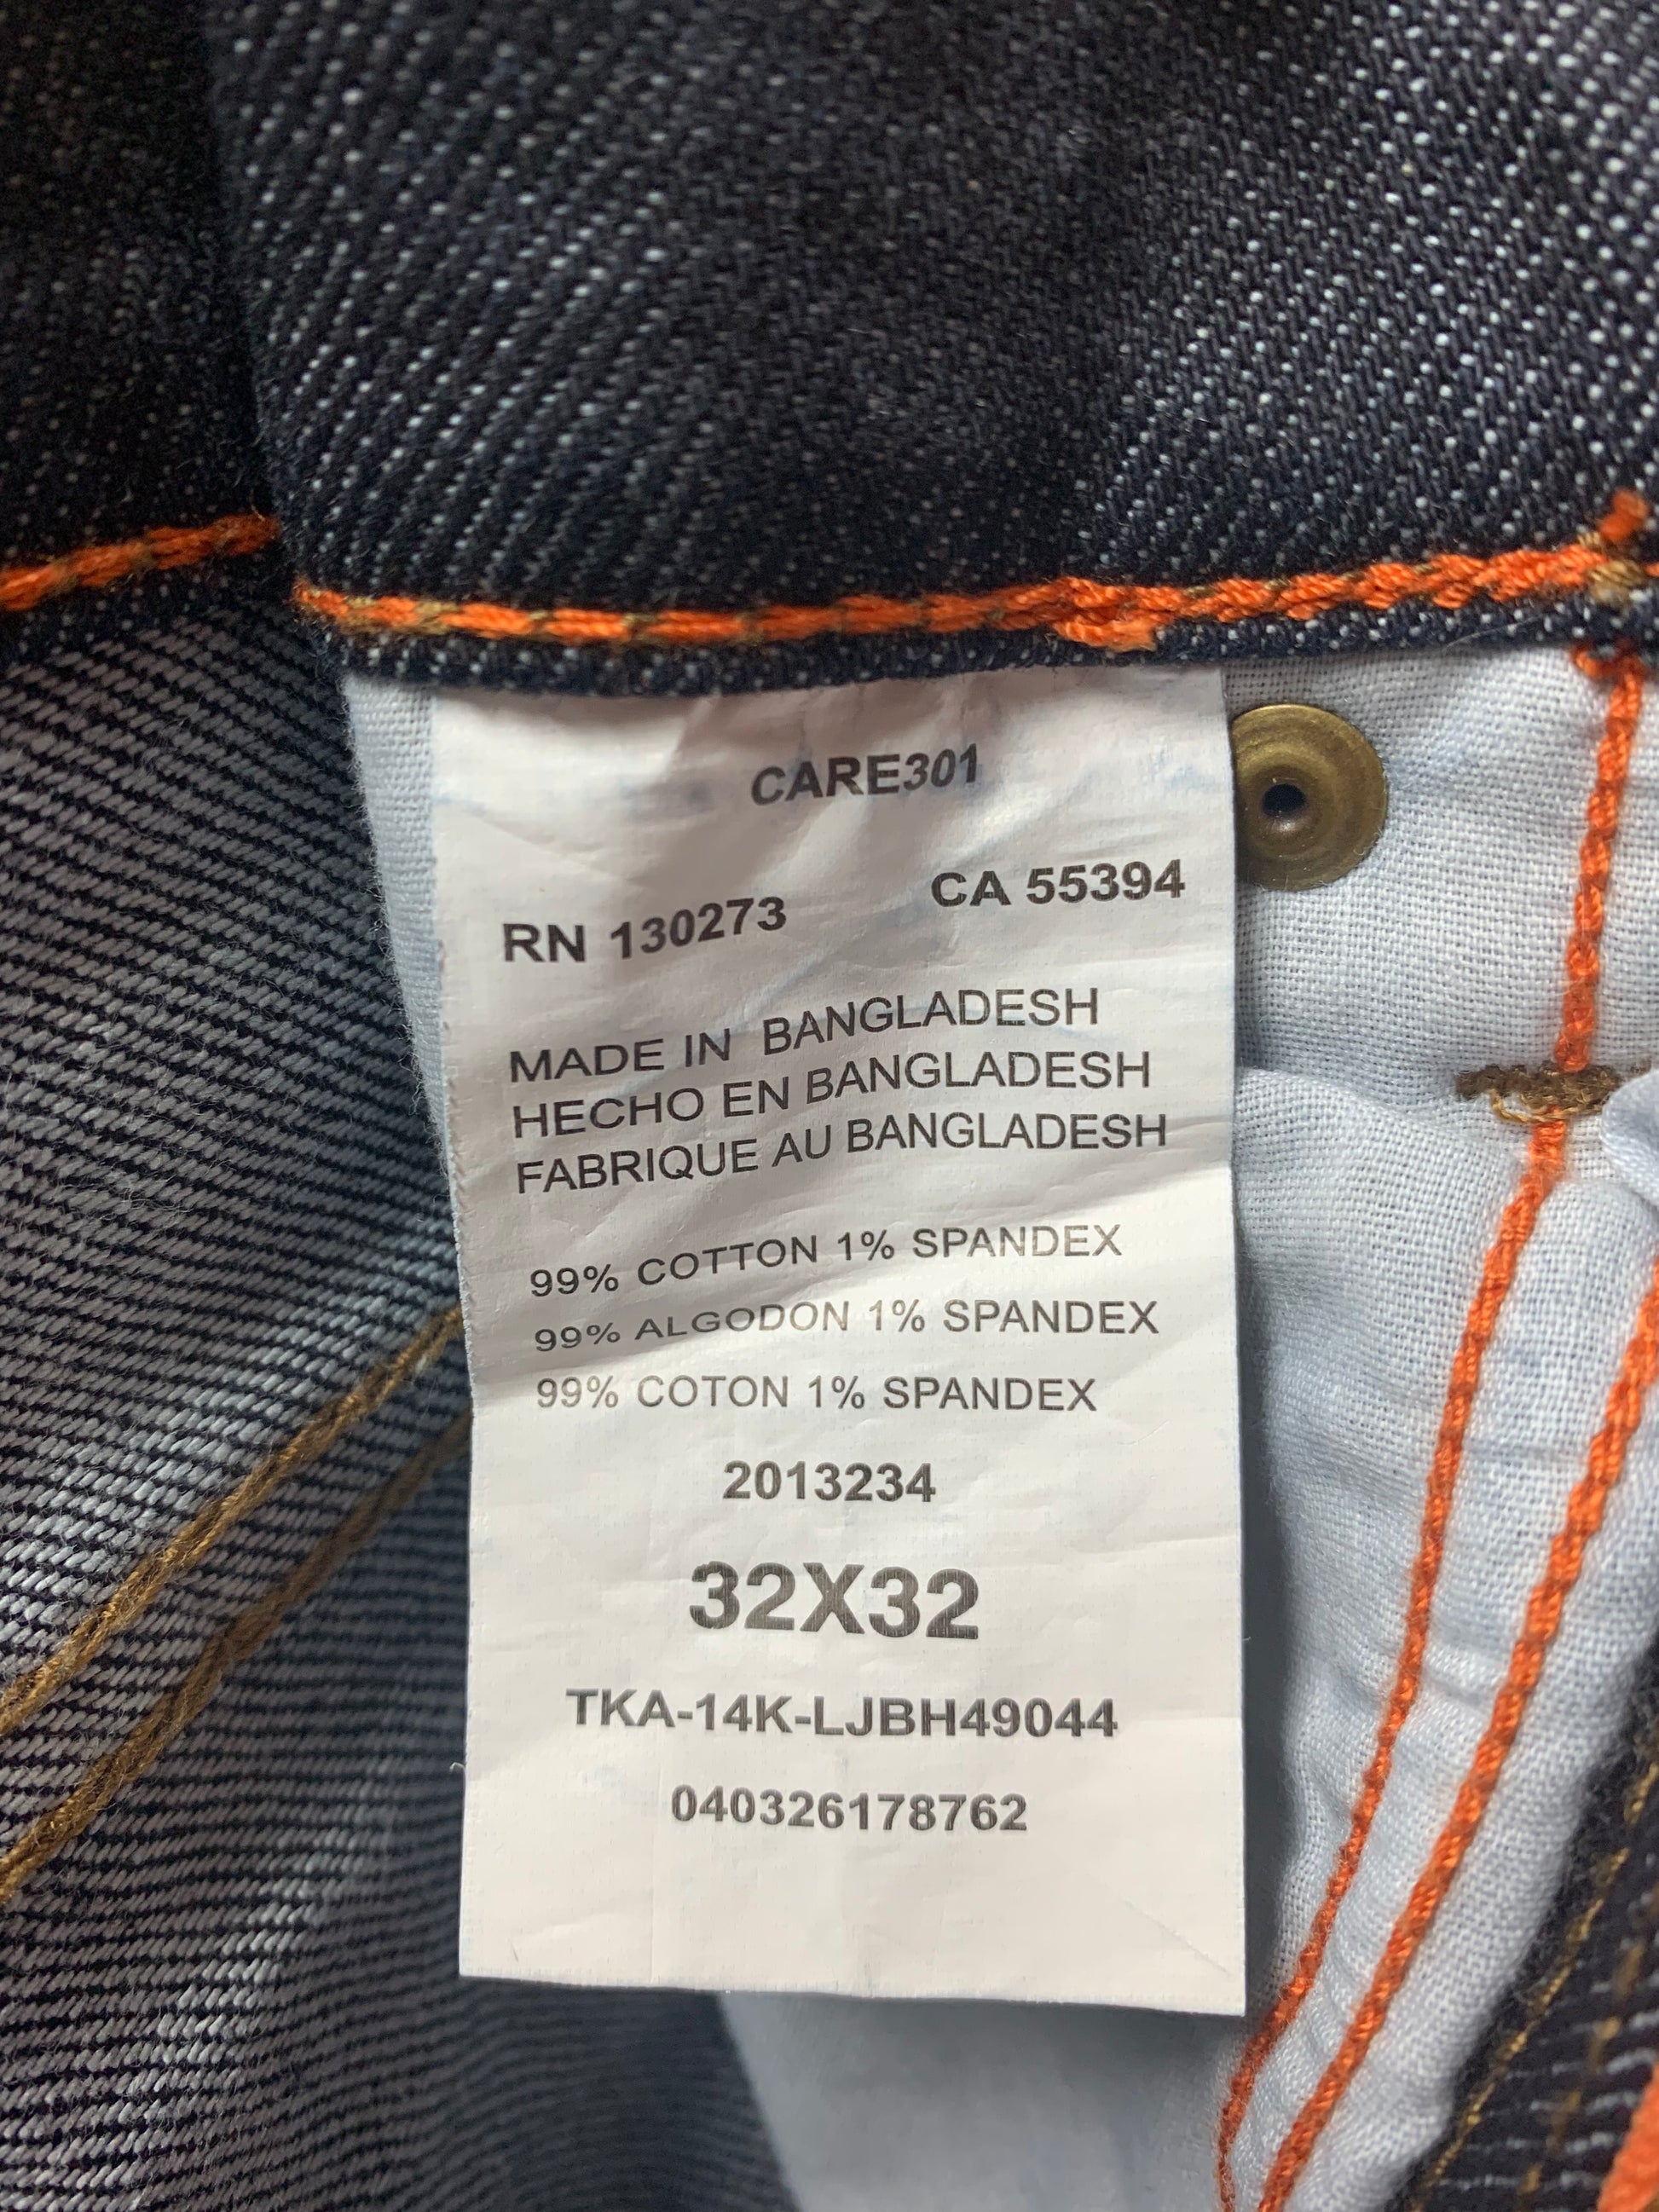 CARE301
RN 130273 CA 55394
MADE IN BANGLADESH
HECHO EN BANGLADESH
FABRIQUE AU BANGLADESH
99% COTTON 1% SPANDEX
99% ALGODON 1% SPANDEX
99% COTON 1% SPANDEX
2013234
32X32
TKA-14K-LJBH49044
040326178762